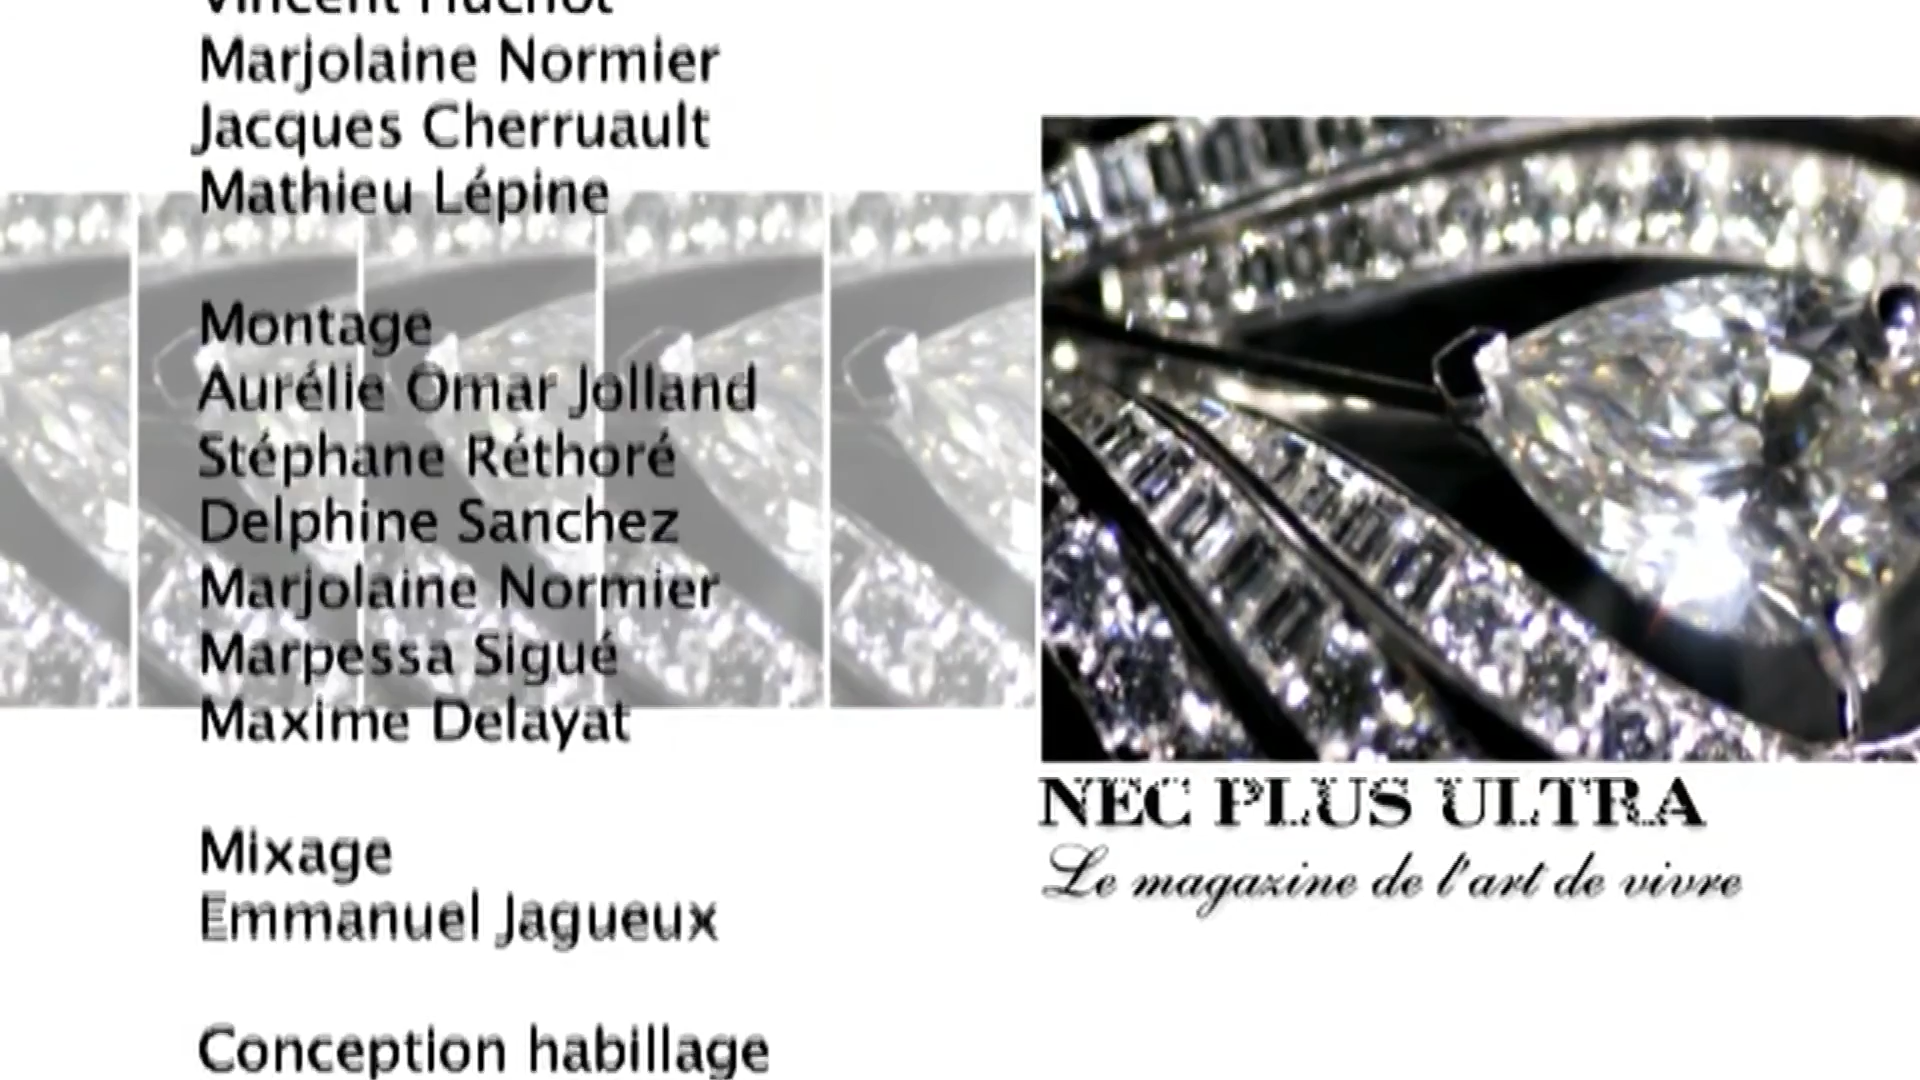 Marjolaine Normier
Jacques Cherruault
Mathieu Lépine
Montage
Aurélie Omar Jolland
Stéphane Réthoré
Delphine Sanchez
Marjolaine Normier
Marpessa Sigué
Maxime Delayat
Mixage
Emmanuel Jagueux
Conception habillage
NEC PLUS ULTRA
Le magazine de l'art de vivre